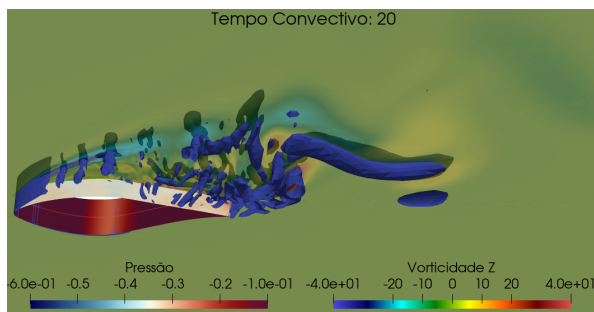 Tempo Convectivo: 20
Pressão
-6.0e-01 -0.5 -0.4 -0.3 -0.2 -1.0e-01
Vorticidade Z
-4.0e+01 -20 -10 0 10 20 4.0e+01